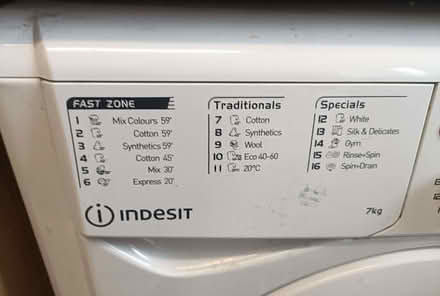 FAST ZONE
1 Mix Colours 59'
2 Cotton 59'
3 Synthetics 59'
4 Cotton 45'
5 Mix 30'
6 Express 20'
Traditionals
7 Cotton
8 Synthetics
9 Wool
10 Eco 40-60
11 20°C
Specials
12 White
13 Silk & Delicates
14 Gym
15 Rinse+Spin
16 Spin+Drain
INDESIT
7kg